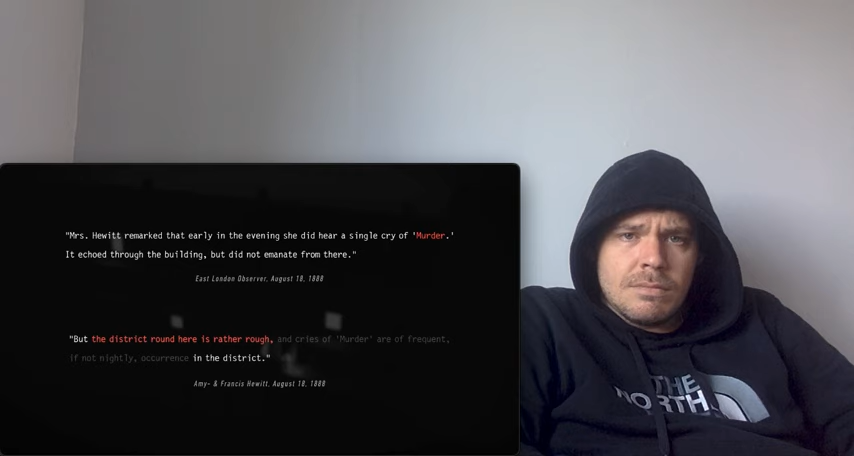 "Mrs. Hewitt remarked that early in the evening she did hear a single cry of 'Murder.'
It echoed through the building, but did not emanate from there."
East London Observer, August 18, 1888
"But the district round here is rather rough, and cries of 'Murder' are of frequent,
if not nightly, occurrence in the district."
Amy- & Francis Hewitt, August 18, 1888
THE
NORTH